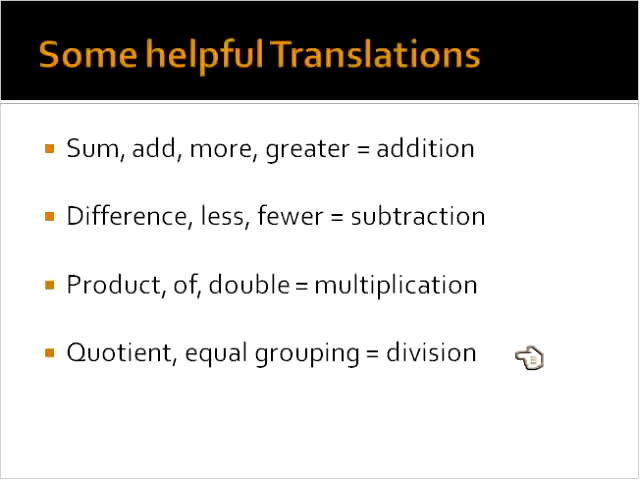 Some helpful Translations
Sum, add, more, greater = addition
Difference, less, fewer = subtraction
Product, of, double = multiplication
Quotient, equal grouping = division